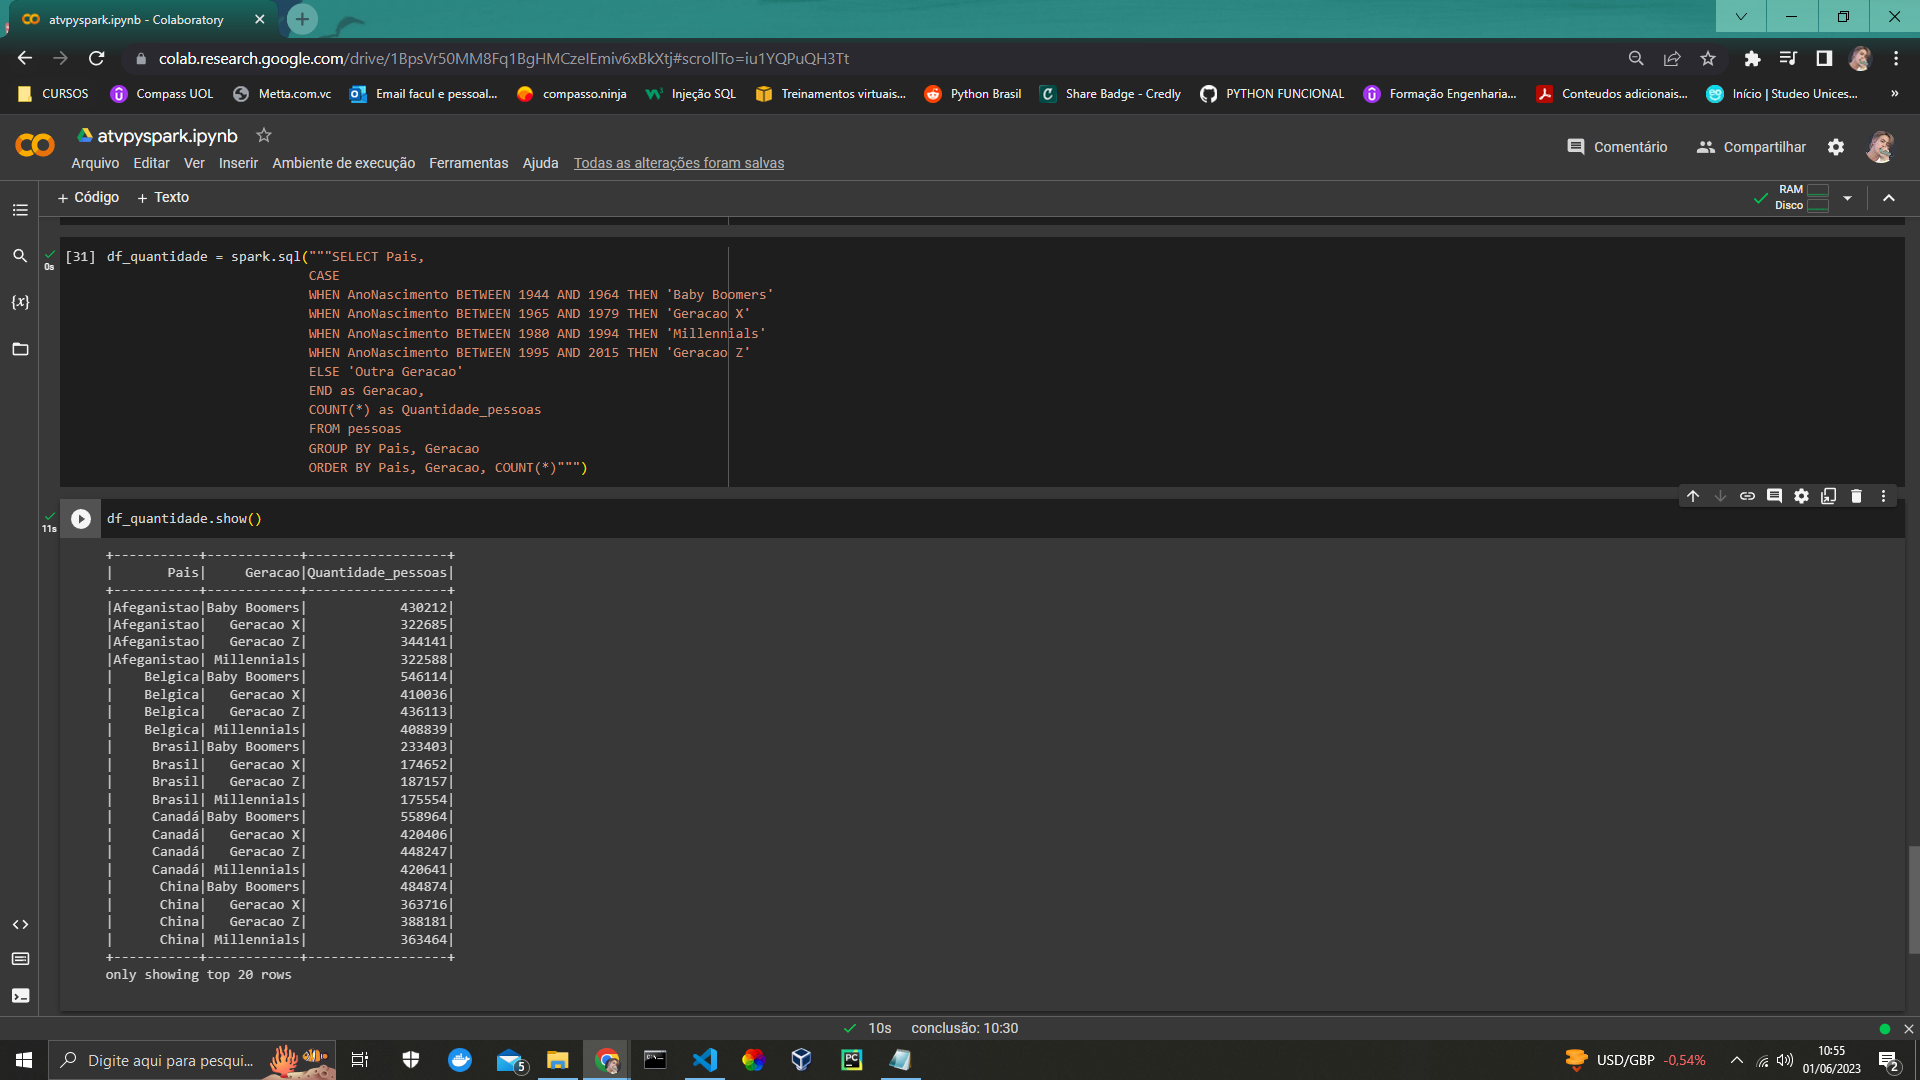 atvpyspark.ipynb - Colaboratory
colab.research.google.com/drive/1BpsVr50MM8Fq1BgHMCzeIEmiv6xBkXtj#scrollTo=iu1YQPuQH3Tt
CURSOS Compass UOL Metta.com.vc Email facul e pessoal... compasso.ninja Injeção SQL Treinamentos virtuais... Python Brasil Share Badge - Credly PYTHON FUNCIONAL Formação Engenharia... Conteudos adicionais... Início | Studeo Unices... »
atvpyspark.ipynb
Comentário Compartilhar
Arquivo Editar Ver Inserir Ambiente de execução Ferramentas Ajuda Todas as alterações foram salvas
+ Código + Texto
RAM
Disco
[31] df_quantidade = spark.sql("""SELECT Pais,
0s
CASE
WHEN AnoNascimento BETWEEN 1944 AND 1964 THEN 'Baby Boomers'
WHEN AnoNascimento BETWEEN 1965 AND 1979 THEN 'Geracao X'
WHEN AnoNascimento BETWEEN 1980 AND 1994 THEN 'Millennials'
WHEN AnoNascimento BETWEEN 1995 AND 2015 THEN 'Geracao Z'
ELSE 'Outra Geracao'
END as Geracao,
COUNT(*) as Quantidade_pessoas
FROM pessoas
GROUP BY Pais, Geracao
ORDER BY Pais, Geracao, COUNT(*)""")
df_quantidade.show()
11s
+-----------+------------+------------------+
|       Pais|     Geracao|Quantidade_pessoas|
+-----------+------------+------------------+
|Afeganistao|Baby Boomers|            430212|
|Afeganistao|   Geracao X|            322685|
|Afeganistao|   Geracao Z|            344141|
|Afeganistao| Millennials|            322588|
|    Belgica|Baby Boomers|            546114|
|    Belgica|   Geracao X|            410036|
|    Belgica|   Geracao Z|            436113|
|    Belgica| Millennials|            408839|
|     Brasil|Baby Boomers|            233403|
|     Brasil|   Geracao X|            174652|
|     Brasil|   Geracao Z|            187157|
|     Brasil| Millennials|            175554|
|     Canadá|Baby Boomers|            558964|
|     Canadá|   Geracao X|            420406|
|     Canadá|   Geracao Z|            448247|
|     Canadá| Millennials|            420641|
|      China|Baby Boomers|            484874|
|      China|   Geracao X|            363716|
|      China|   Geracao Z|            388181|
|      China| Millennials|            363464|
+-----------+------------+------------------+
only showing top 20 rows
10s conclusão: 10:30
Digite aqui para pesqui...
5
PC
USD/GBP -0,54%
10:55
01/06/2023
2